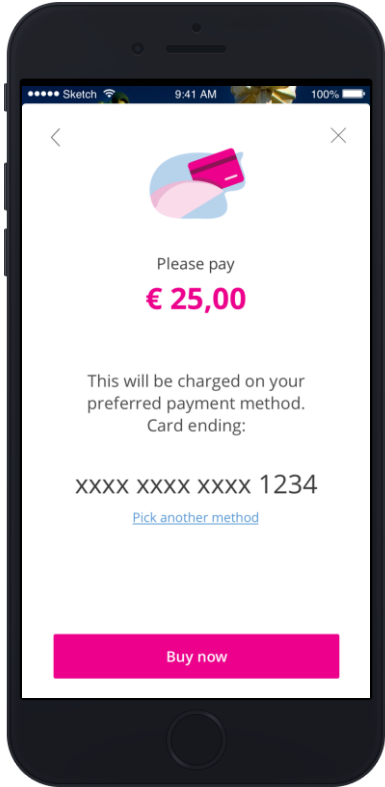 Sketch 9:41 AM 100%
Please pay
€ 25,00
This will be charged on your
preferred payment method.
Card ending:
xxxx xxxx xxxx 1234
Pick another method
Buy now